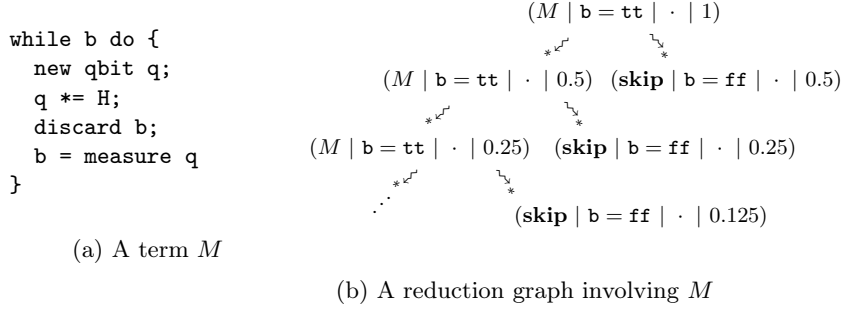 while b do {
new qbit q;
q *= H;
discard b;
b = measure q
}
(a) A term M
(M | b = tt | · | 1)
* *
(M | b = tt | · | 0.5) (skip | b = ff | · | 0.5)
* *
(M | b = tt | · | 0.25) (skip | b = ff | · | 0.25)
* *
(skip | b = ff | · | 0.125)
(b) A reduction graph involving M